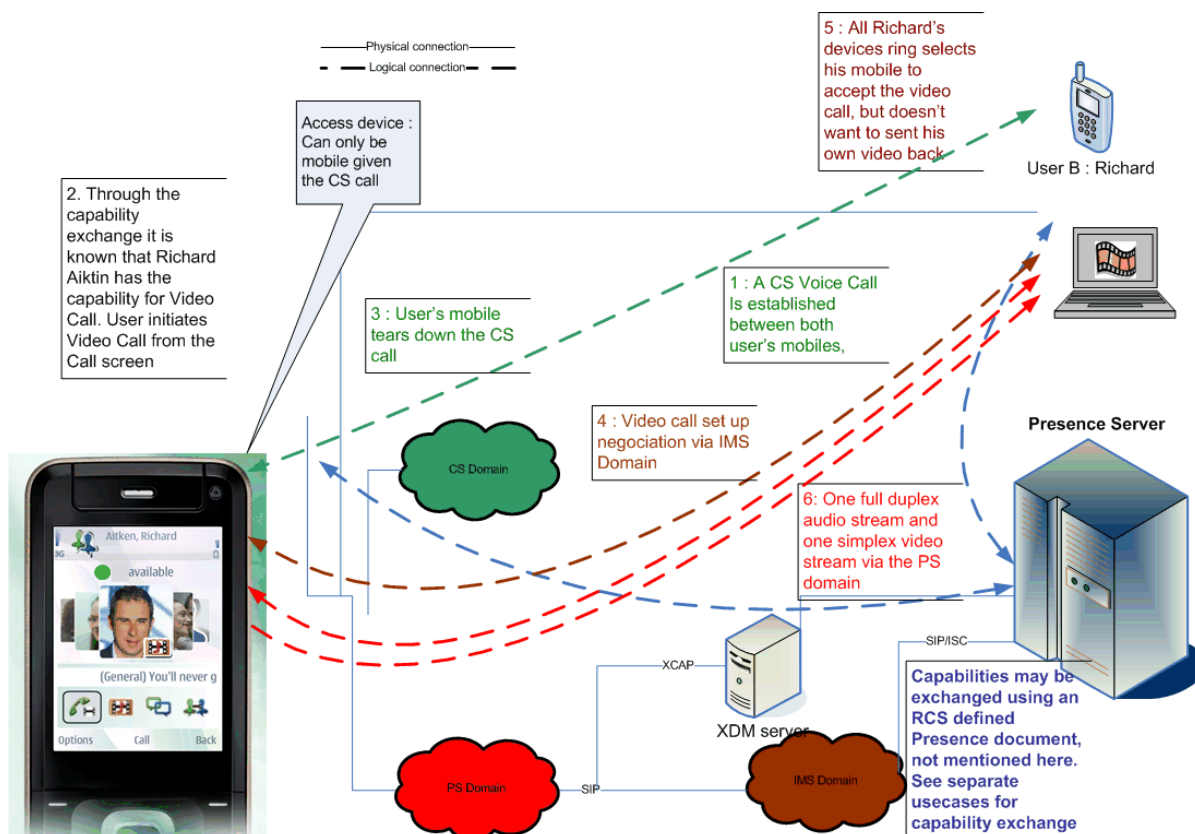 Physical connection
Logical connection
5 : All Richard's
devices ring selects
his mobile to
accept the video
call, but doesn't
want to sent his
own video back
User B : Richard
Access device :
Can only be
mobile given
the CS call
2. Through the
capability
exchange it is
known that Richard
Aiktin has the
capability for Video
Call. User initiates
Video Call from the
Call screen
3 : User's mobile
tears down the CS
call
1 : A CS Voice Call
Is established
between both
user's mobiles,
4 : Video call set up
negociation via IMS
Domain
Presence Server
CS Domain
6: One full duplex
audio stream and
one simplex video
stream via the PS
domain
Aitken, Richard
3G
available
(General) You'll never g
Options Call Back
XCAP
SIP/ISC
XDM server
PS Domain
SIP
IMS Domain
Capabilities may be
exchanged using an
RCS defined
Presence document,
not mentioned here.
See separate
usecases for
capability exchange